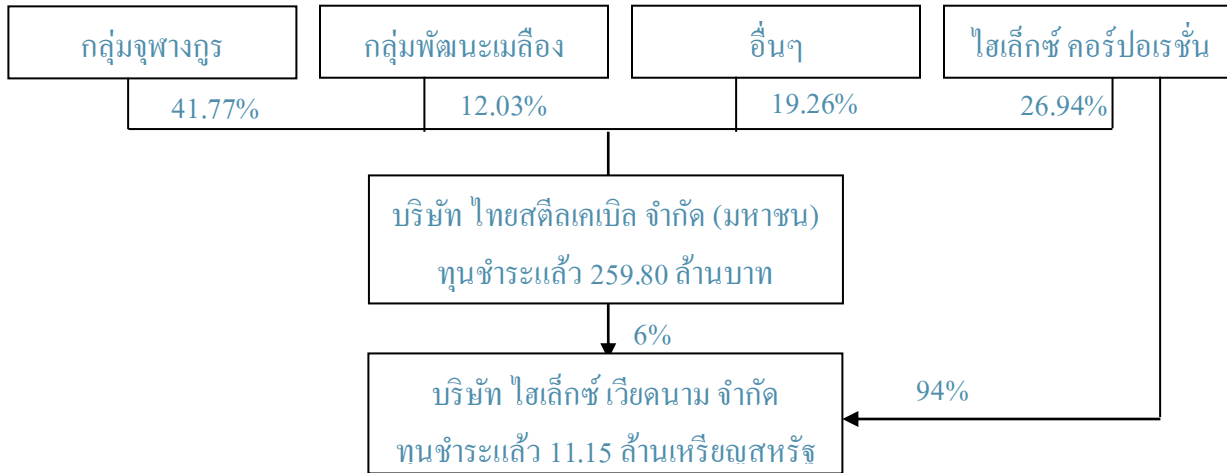 กลุ่มจุฬางกูร
กลุ่มพัฒนะเมลือง
อื่นๆ
ไฮเล็กซ์ คอร์ปอเรชั่น
41.77%
12.03%
19.26%
26.94%
บริษัท ไทยสตีลเคเบิล จำกัด (มหาชน)
ทุนชำระแล้ว 259.80 ล้านบาท
6%
บริษัท ไฮเล็กซ์ เวียดนาม จำกัด
ทุนชำระแล้ว 11.15 ล้านเหรียญสหรัฐ
94%